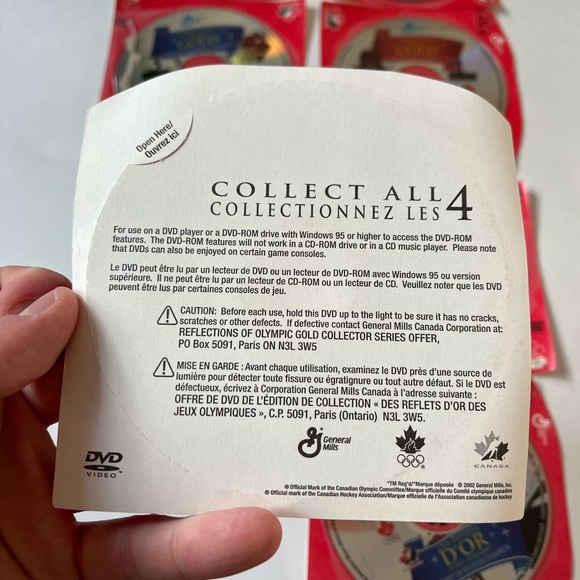 Open Here/
Ouvrez ici
COLLECT ALL 4
COLLECTIONNEZ LES
For use on a DVD player or a DVD-ROM drive with Windows 95 or higher to access the DVD-ROM
features. The DVD-ROM features will not work in a CD-ROM drive or in a CD music player. Please note
that DVDs can also be enjoyed on certain game consoles.
Le DVD peut être lu par un lecteur de DVD ou un lecteur de DVD-ROM avec Windows 95 ou version
supérieure. Il ne peut être lu par un lecteur de CD-ROM ou un lecteur de CD. Veuillez noter que les DVD
peuvent être lus par certaines consoles de jeu.
CAUTION: Before each use, hold this DVD up to the light to be sure it has no cracks,
scratches or other defects. If defective contact General Mills Canada Corporation at:
REFLECTIONS OF OLYMPIC GOLD COLLECTOR SERIES OFFER,
PO Box 5091, Paris ON N3L 3W5
MISE EN GARDE : Avant chaque utilisation, examinez le DVD près d'une source de
lumière pour détecter toute fissure ou égratignure ou tout autre défaut. Si le DVD est
défectueux, écrivez à Corporation General Mills Canada à l'adresse suivante :
OFFRE DE DVD DE L'ÉDITION DE COLLECTION « DES REFLETS D'OR DES
JEUX OLYMPIQUES », C.P. 5091, Paris (Ontario) N3L 3W5.
DVD
VIDEO
General
Mills
CANADA
*TM Reg'd/*Marque déposée © 2002 General Mills, Inc.
® Official Mark of the Canadian Olympic Committee/Marque officielle du Comité olympique canadien
® Official mark of the Canadian Hockey Association/Marque officielle de l'Association canadienne de hockey
D'OR